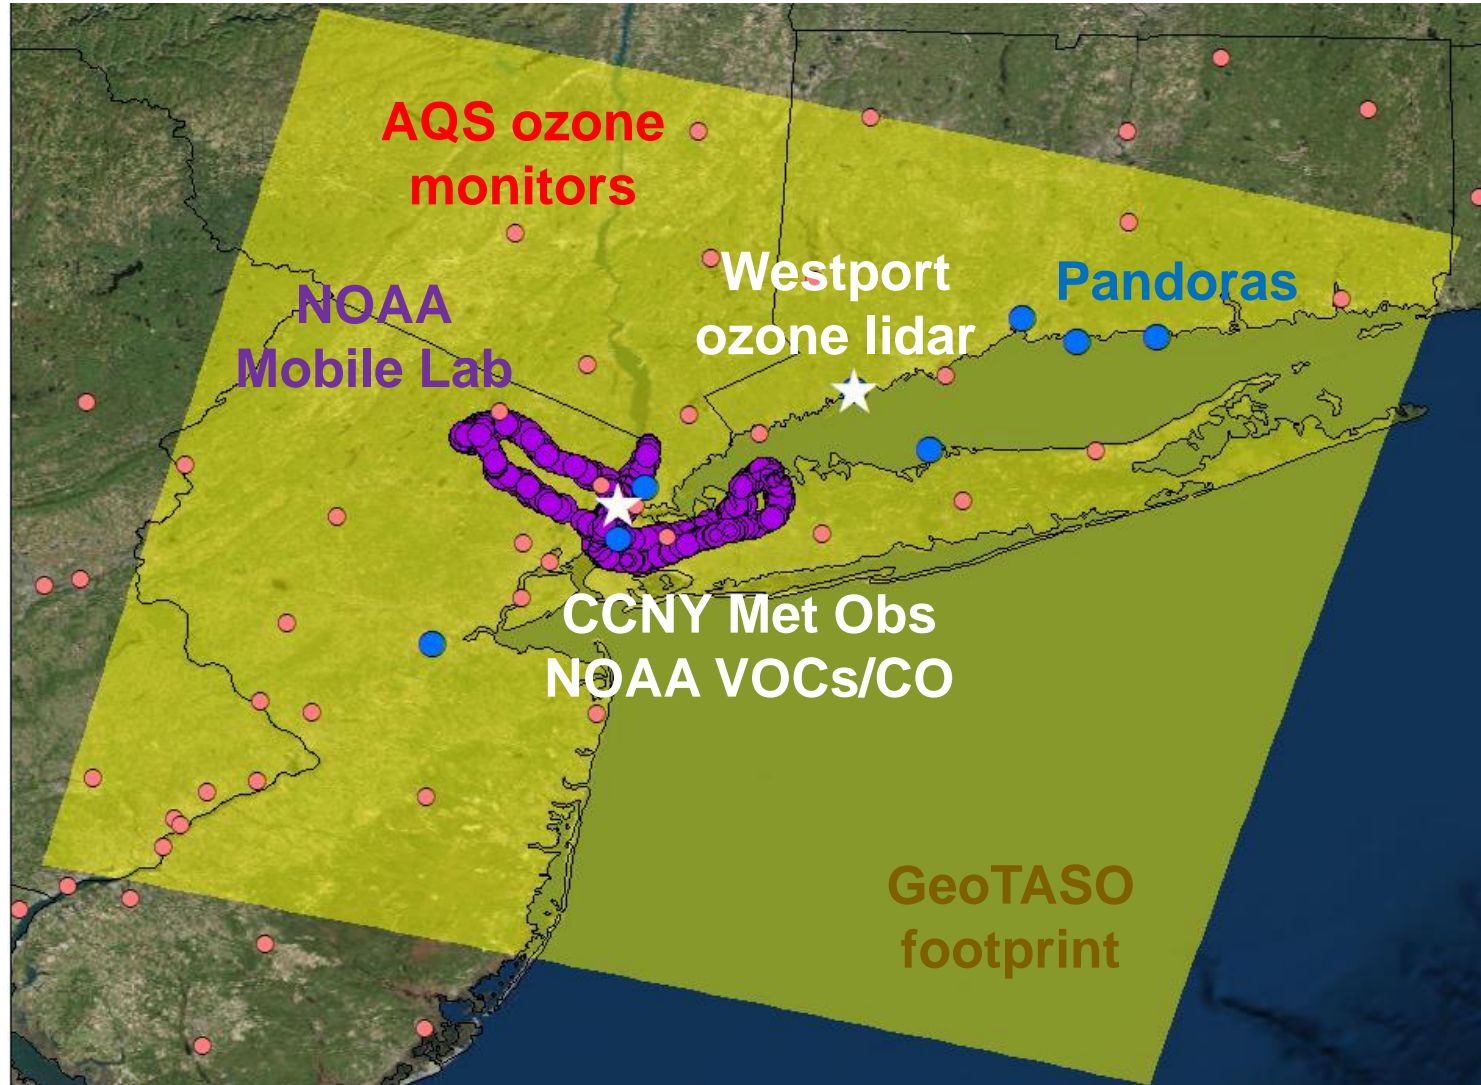 AQS ozone
monitors
Westport
ozone lidar
Pandoras
NOAA
Mobile Lab
CCNY Met Obs
NOAA VOCs/CO
GeoTASO
footprint